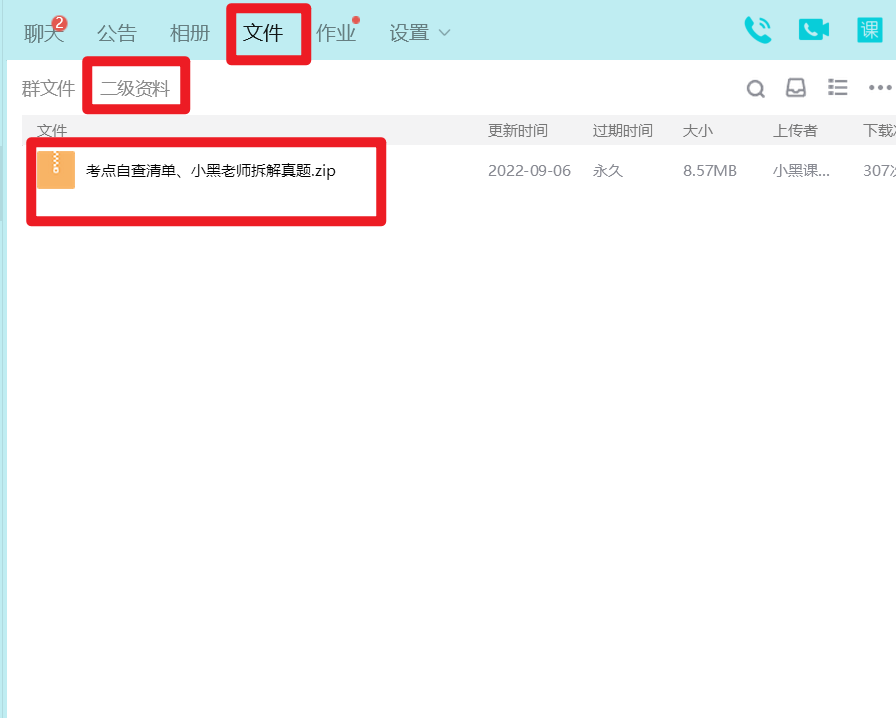 聊天 2 公告 相册 文件 作业 设置 课
群文件 二级资料
文件 更新时间 过期时间 大小 上传者 下载
考点自查清单、小黑老师拆解真题.zip 2022-09-06 永久 8.57MB 小黑课... 307